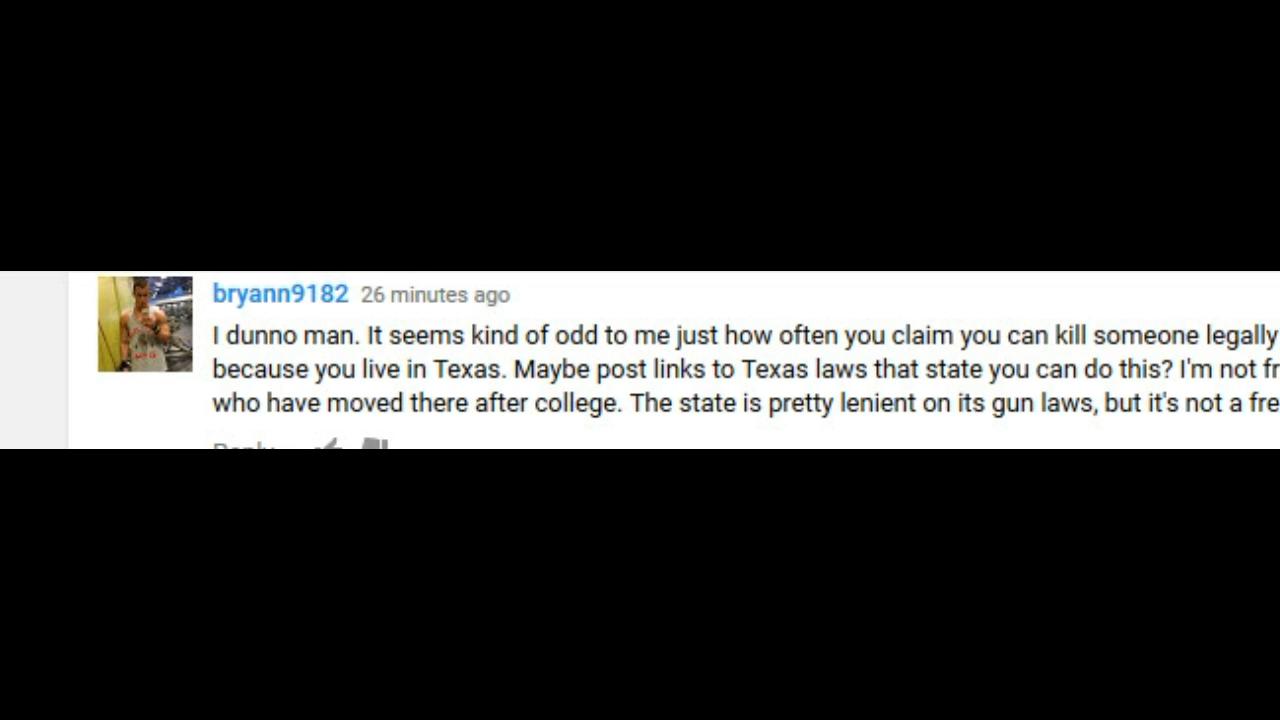 bryann9182 26 minutes ago
I dunno man. It seems kind of odd to me just how often you claim you can kill someone legally
because you live in Texas. Maybe post links to Texas laws that state you can do this? I'm not fr
who have moved there after college. The state is pretty lenient on its gun laws, but it's not a fre
Reply